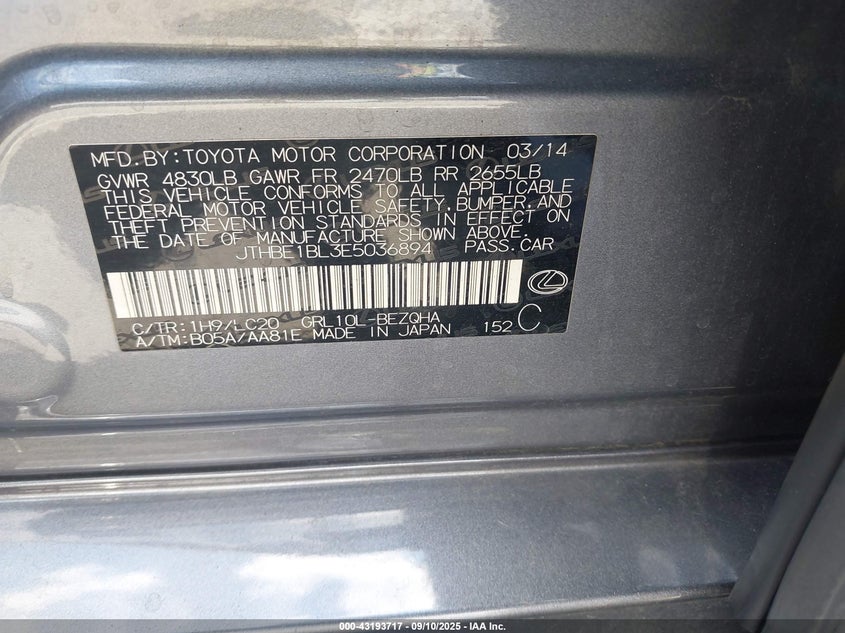 MFD.BY:TOYOTA MOTOR CORPORATION 03/14
GVWR 4830LB GAWR FR 2470LB RR 2655LB
THIS VEHICLE CONFORMS TO ALL APPLICABLE
FEDERAL MOTOR VEHICLE SAFETY,BUMPER,AND
THEFT PREVENTION STANDARDS IN EFFECT ON
THE DATE OF MANUFACTURE SHOWN ABOVE.
JTHBE1BL3E5036894 PASS.CAR
C/TR:1H9/LC20 GRL10L-BEZQHA
A/TM:B05A/AA81E MADE IN JAPAN 152 C
000-43193717 - 09/10/2025 - IAA Inc.